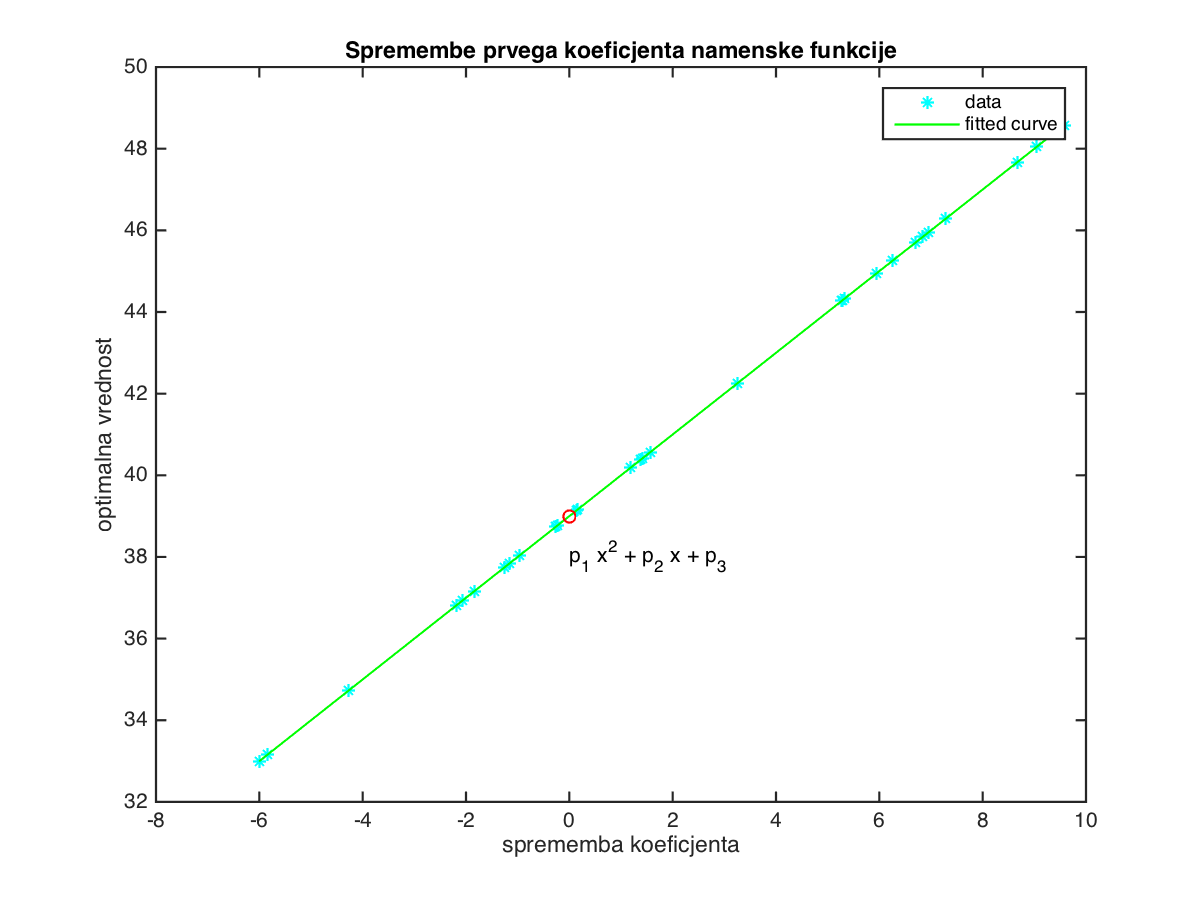 Spremembe prvega koeficjenta namenske funkcije
50
48
46
44
42
40
38
36
34
32
optimalna vrednost
data
fitted curve
p₁ x² + p₂ x + p₃
-8 -6 -4 -2 0 2 4 6 8 10
sprememba koeficjenta